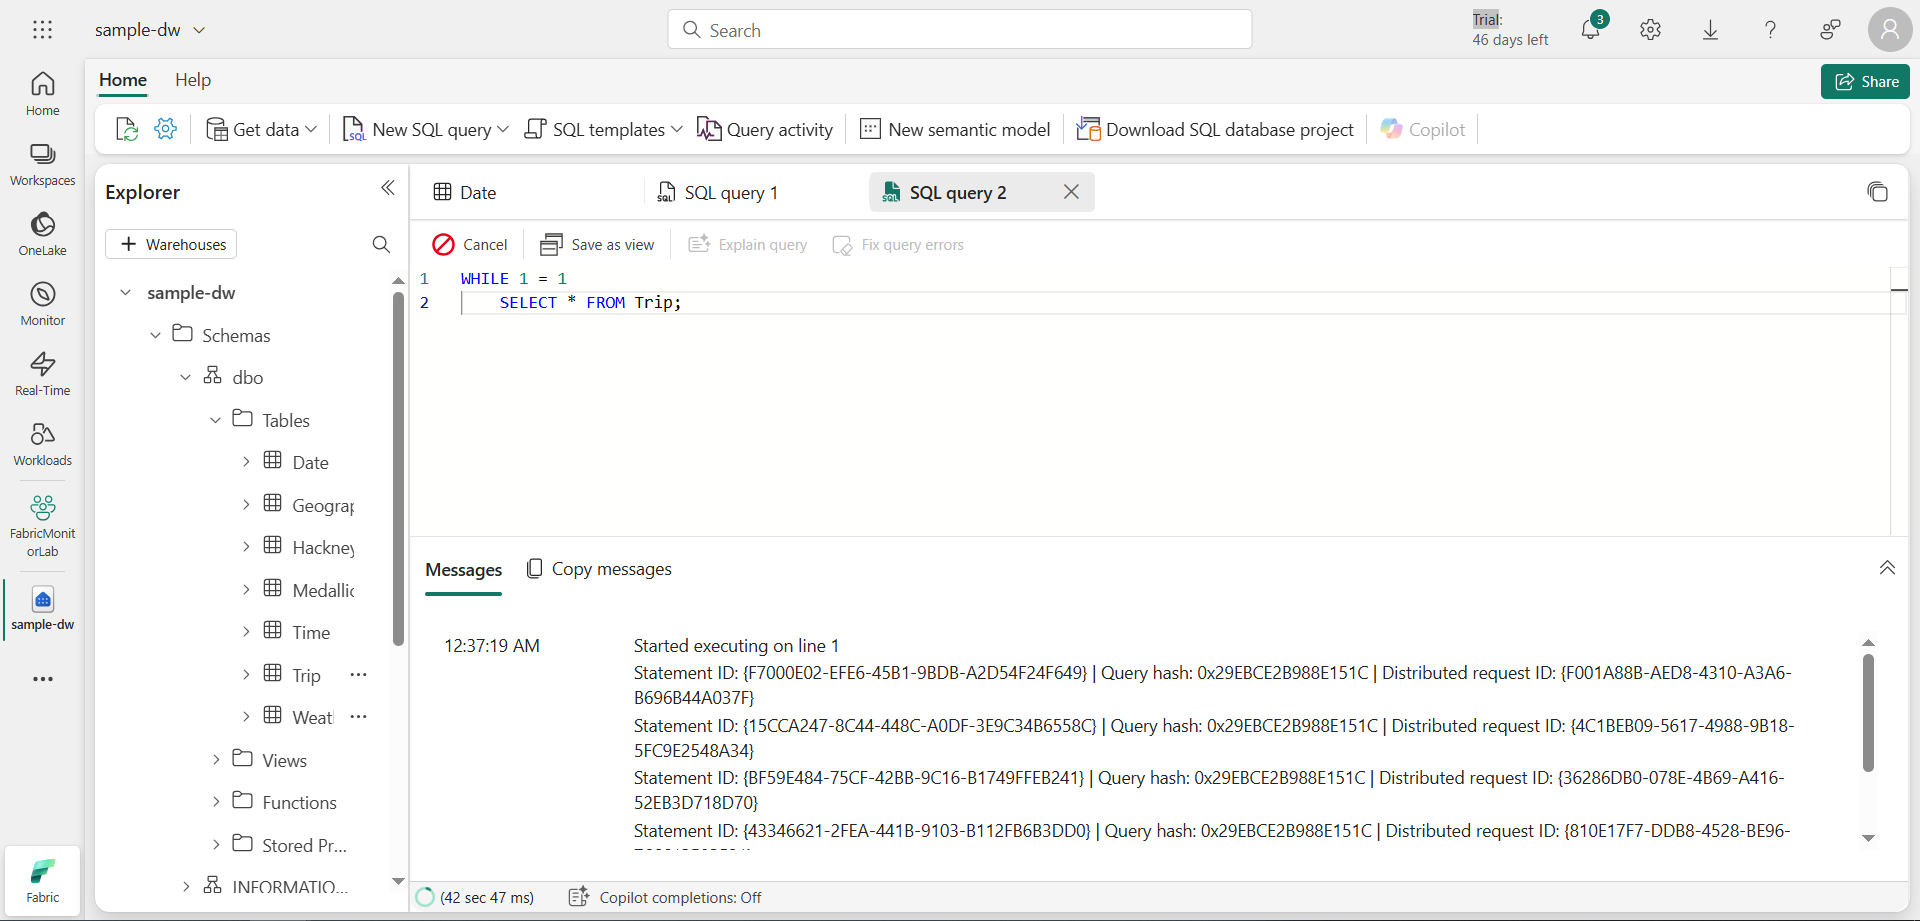 sample-dw
Search
Trial:
46 days left
3
Home
Help
Share
Get data
New SQL query
SQL templates
Query activity
New semantic model
Download SQL database project
Copilot
Home
Workspaces
OneLake
Monitor
Real-Time
Workloads
FabricMonit
orLab
sample-dw
Fabric
Explorer
Warehouses
sample-dw
Schemas
dbo
Tables
Date
Geograp
Hackney
Medallic
Time
Trip
Weat
Views
Functions
Stored Pr...
INFORMATIO...
Date
SQL query 1
SQL query 2
Cancel
Save as view
Explain query
Fix query errors
1 WHILE 1 = 1
2 SELECT * FROM Trip;
Messages
Copy messages
12:37:19 AM
Started executing on line 1
Statement ID: {F7000E02-EFE6-45B1-9BDB-A2D54F24F649} | Query hash: 0x29EBCE2B988E151C | Distributed request ID: {F001A88B-AED8-4310-A3A6-
B696B44A037F}
Statement ID: {15CCA247-8C44-448C-A0DF-3E9C34B6558C} | Query hash: 0x29EBCE2B988E151C | Distributed request ID: {4C1BEB09-5617-4988-9B18-
5FC9E2548A34}
Statement ID: {BF59E484-75CF-42BB-9C16-B1749FFEB241} | Query hash: 0x29EBCE2B988E151C | Distributed request ID: {36286DB0-078E-4B69-A416-
52EB3D718D70}
Statement ID: {43346621-2FEA-441B-9103-B112FB6B3DD0} | Query hash: 0x29EBCE2B988E151C | Distributed request ID: {810E17F7-DDB8-4528-BE96-
(42 sec 47 ms)
Copilot completions: Off